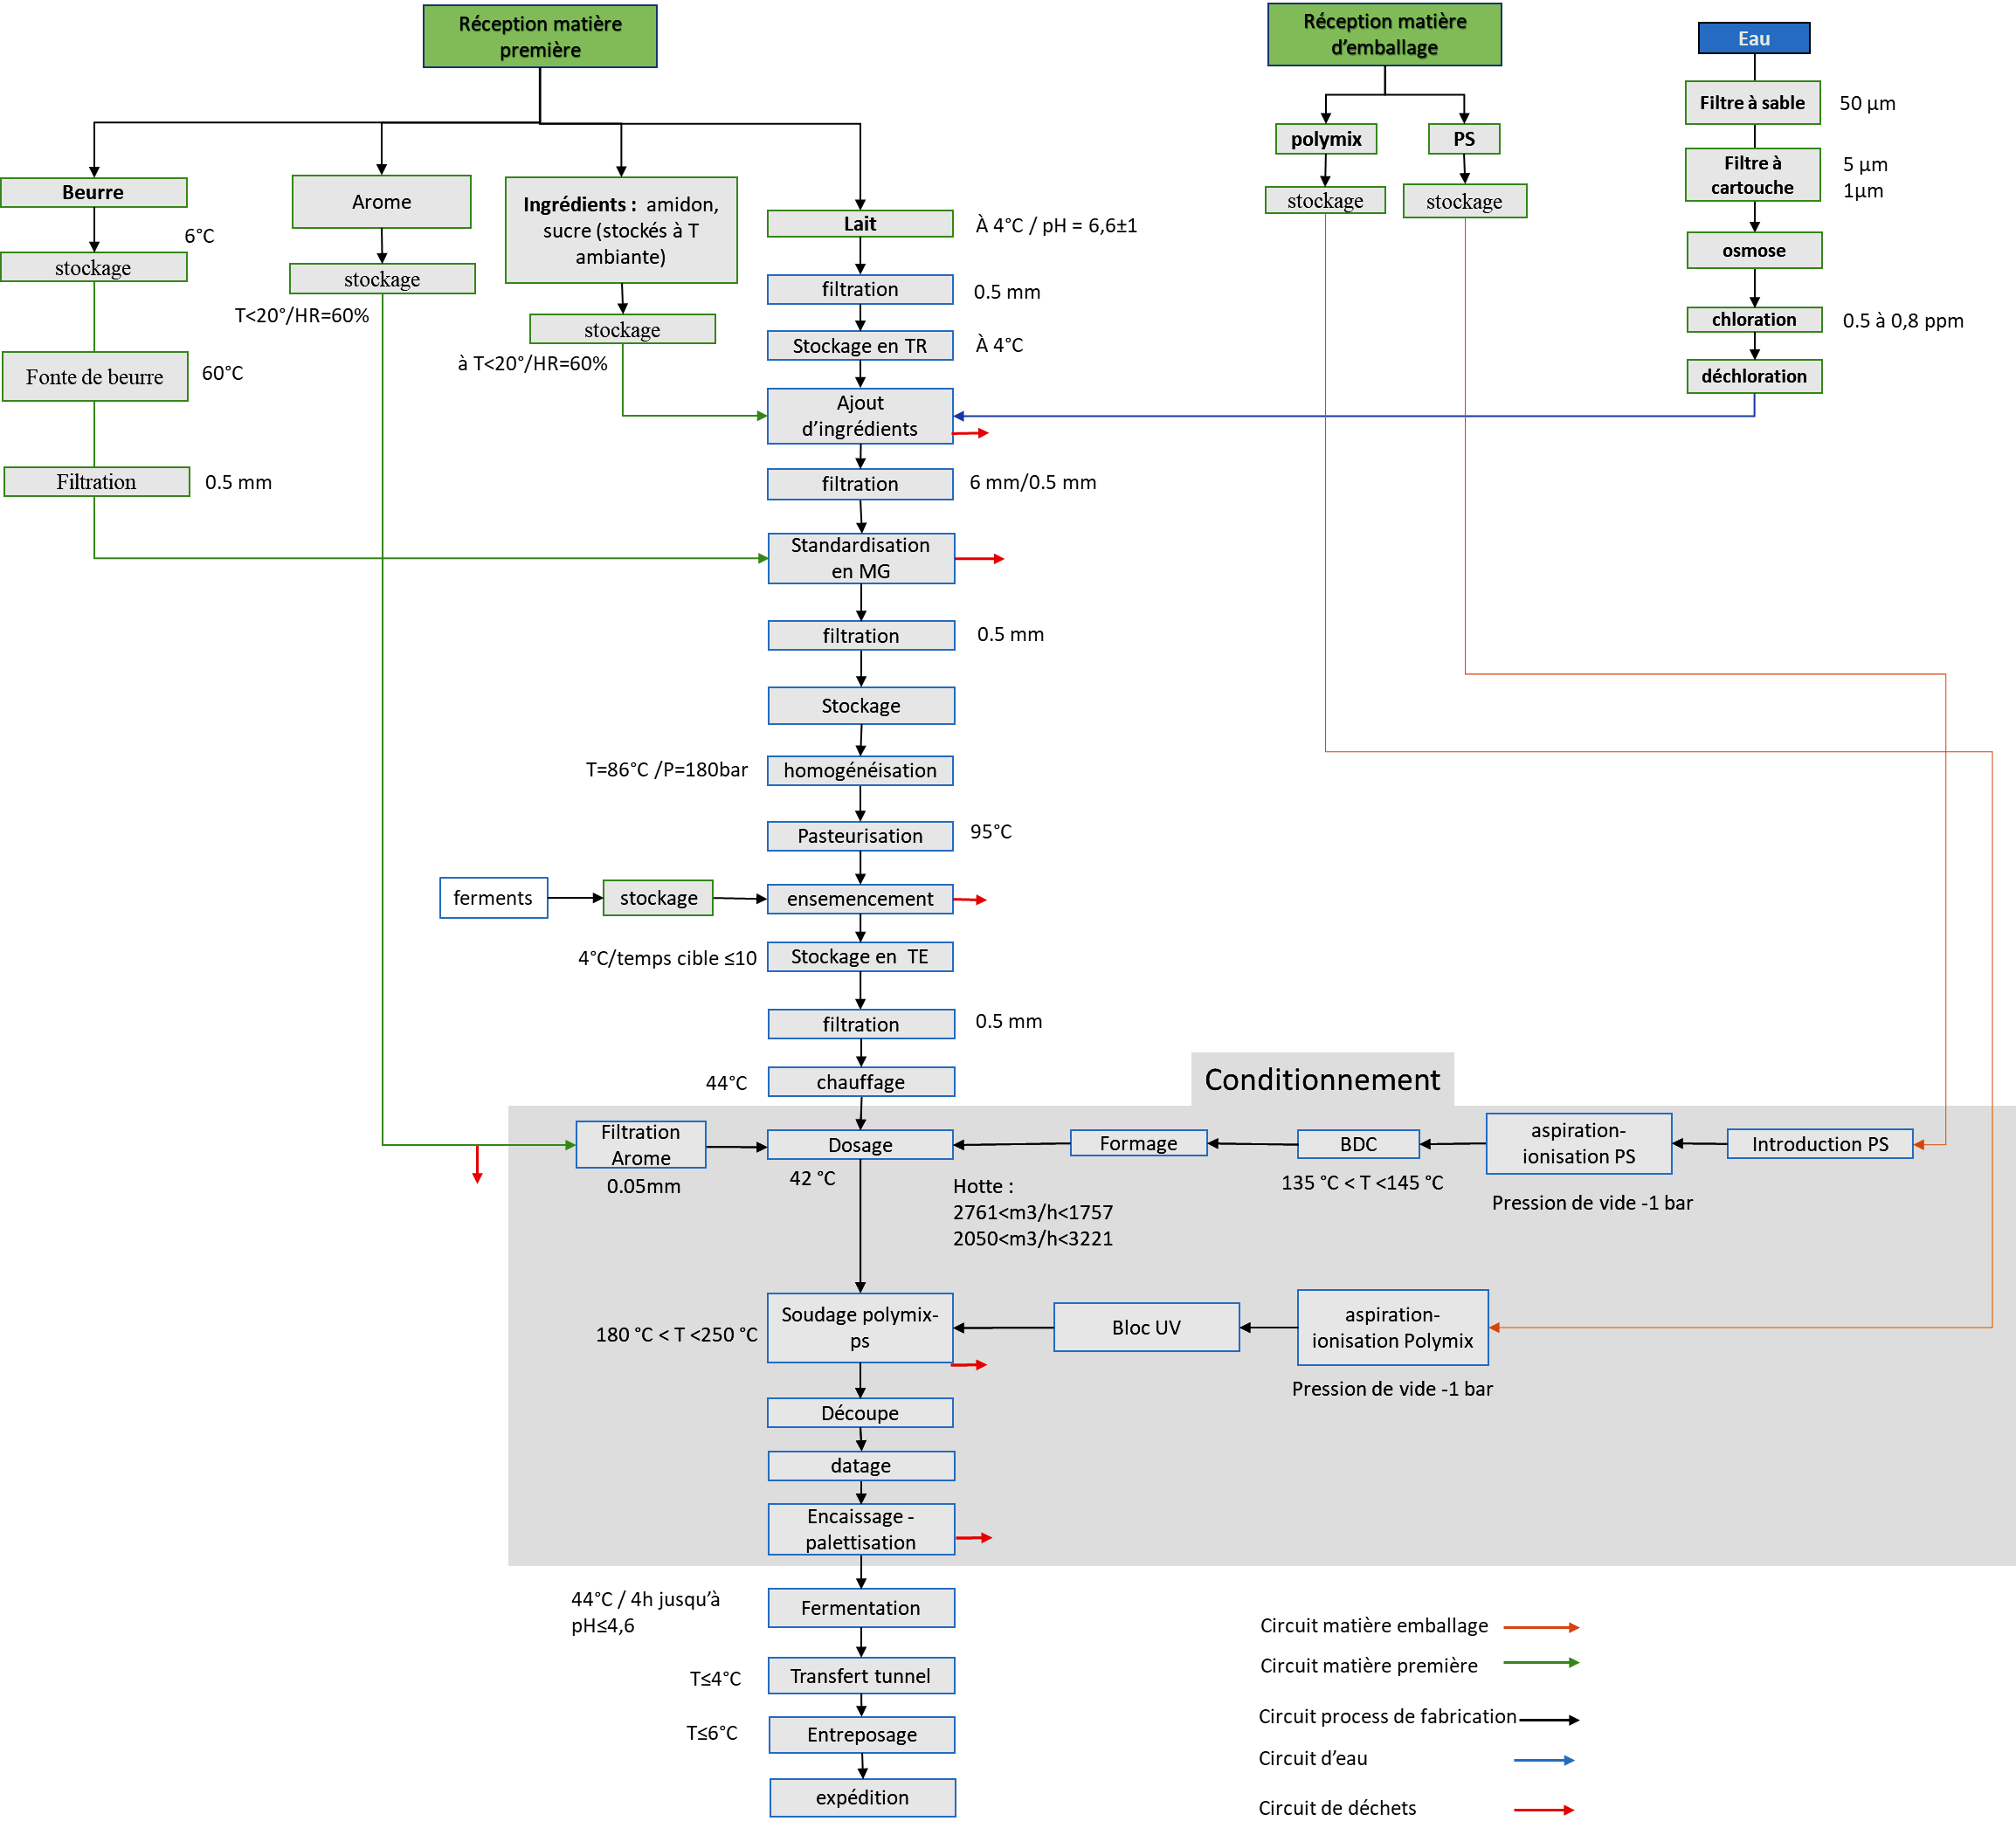 Réception matière
première
Réception matière
d’emballage
Eau
Filtre à sable
50 µm
polymix
PS
Filtre à
cartouche
5 µm
1µm
Beurre
Arome
Ingrédients : amidon,
sucre (stockés à T
ambiante)
stockage
stockage
Lait
À 4°C / pH = 6,6±1
6°C
stockage
stockage
osmose
filtration
0.5 mm
T<20°/HR=60%
stockage
chloration
0.5 à 0,8 ppm
Stockage en TR
À 4°C
à T<20°/HR=60%
Fonte de beurre
60°C
déchloration
Ajout
d’ingrédients
Filtration
0.5 mm
filtration
6 mm/0.5 mm
Standardisation
en MG
filtration
0.5 mm
Stockage
T=86°C /P=180bar
homogénéisation
Pasteurisation
95°C
ferments
stockage
ensemencement
4°C/temps cible ≤10
Stockage en TE
filtration
0.5 mm
44°C
chauffage
Conditionnement
Filtration
Arome
0.05mm
Dosage
42 °C
Formage
BDC
135 °C < T <145 °C
aspiration-
ionisation PS
Introduction PS
Pression de vide -1 bar
Hotte :
2761<m3/h<1757
2050<m3/h<3221
180 °C < T <250 °C
Soudage polymix-
ps
Bloc UV
aspiration-
ionisation Polymix
Pression de vide -1 bar
Découpe
datage
Encaissage -
palettisation
44°C / 4h jusqu’à
pH≤4,6
Fermentation
T≤4°C
Transfert tunnel
T≤6°C
Entreposage
expédition
Circuit matière emballage
Circuit matière première
Circuit process de fabrication
Circuit d’eau
Circuit de déchets